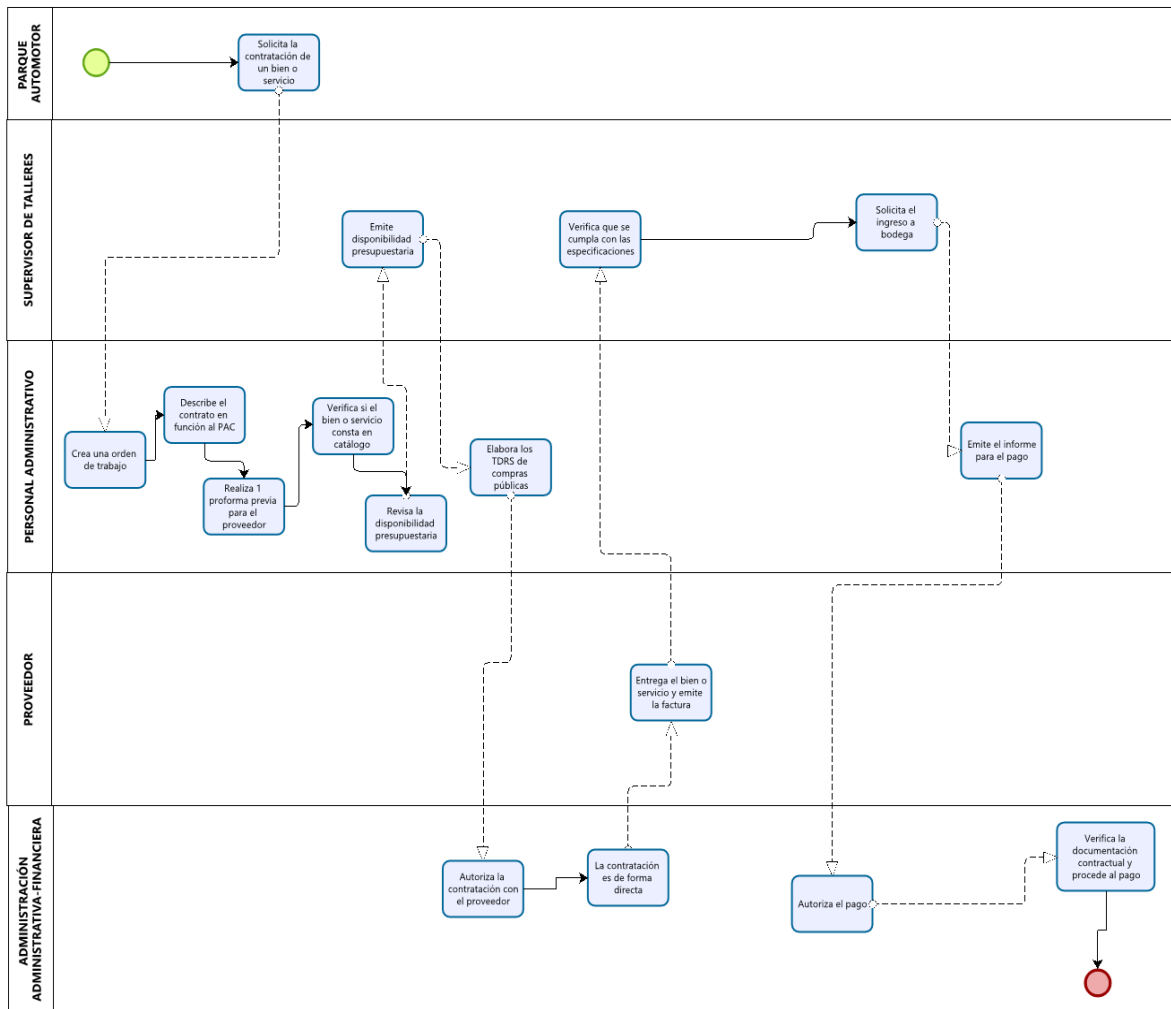 PARQUE
AUTOMOTOR
Solicita la
contratación de
un bien o
servicio
SUPERVISOR DE TALLERES
Emite
disponibilidad
presupuestaria
Verifica que se
cumpla con las
especificaciones
Solicita el
ingreso a
bodega
PERSONAL ADMINISTRATIVO
Crea una orden
de trabajo
Describe el
contrato en
función al PAC
Realiza 1
proforma previa
para el
proveedor
Verifica si el
bien o servicio
consta en
catálogo
Revisa la
disponibilidad
presupuestaria
Elabora los
TDRS de
compras
públicas
Emite el informe
para el pago
PROVEEDOR
Entrega el bien o
servicio y emite
la factura
ADMINISTRACIÓN
ADMINISTRATIVA-FINANCIERA
Autoriza la
contratación con
el proveedor
La contratación
es de forma
directa
Autoriza el pago
Verifica la
documentación
contractual y
procede al pago